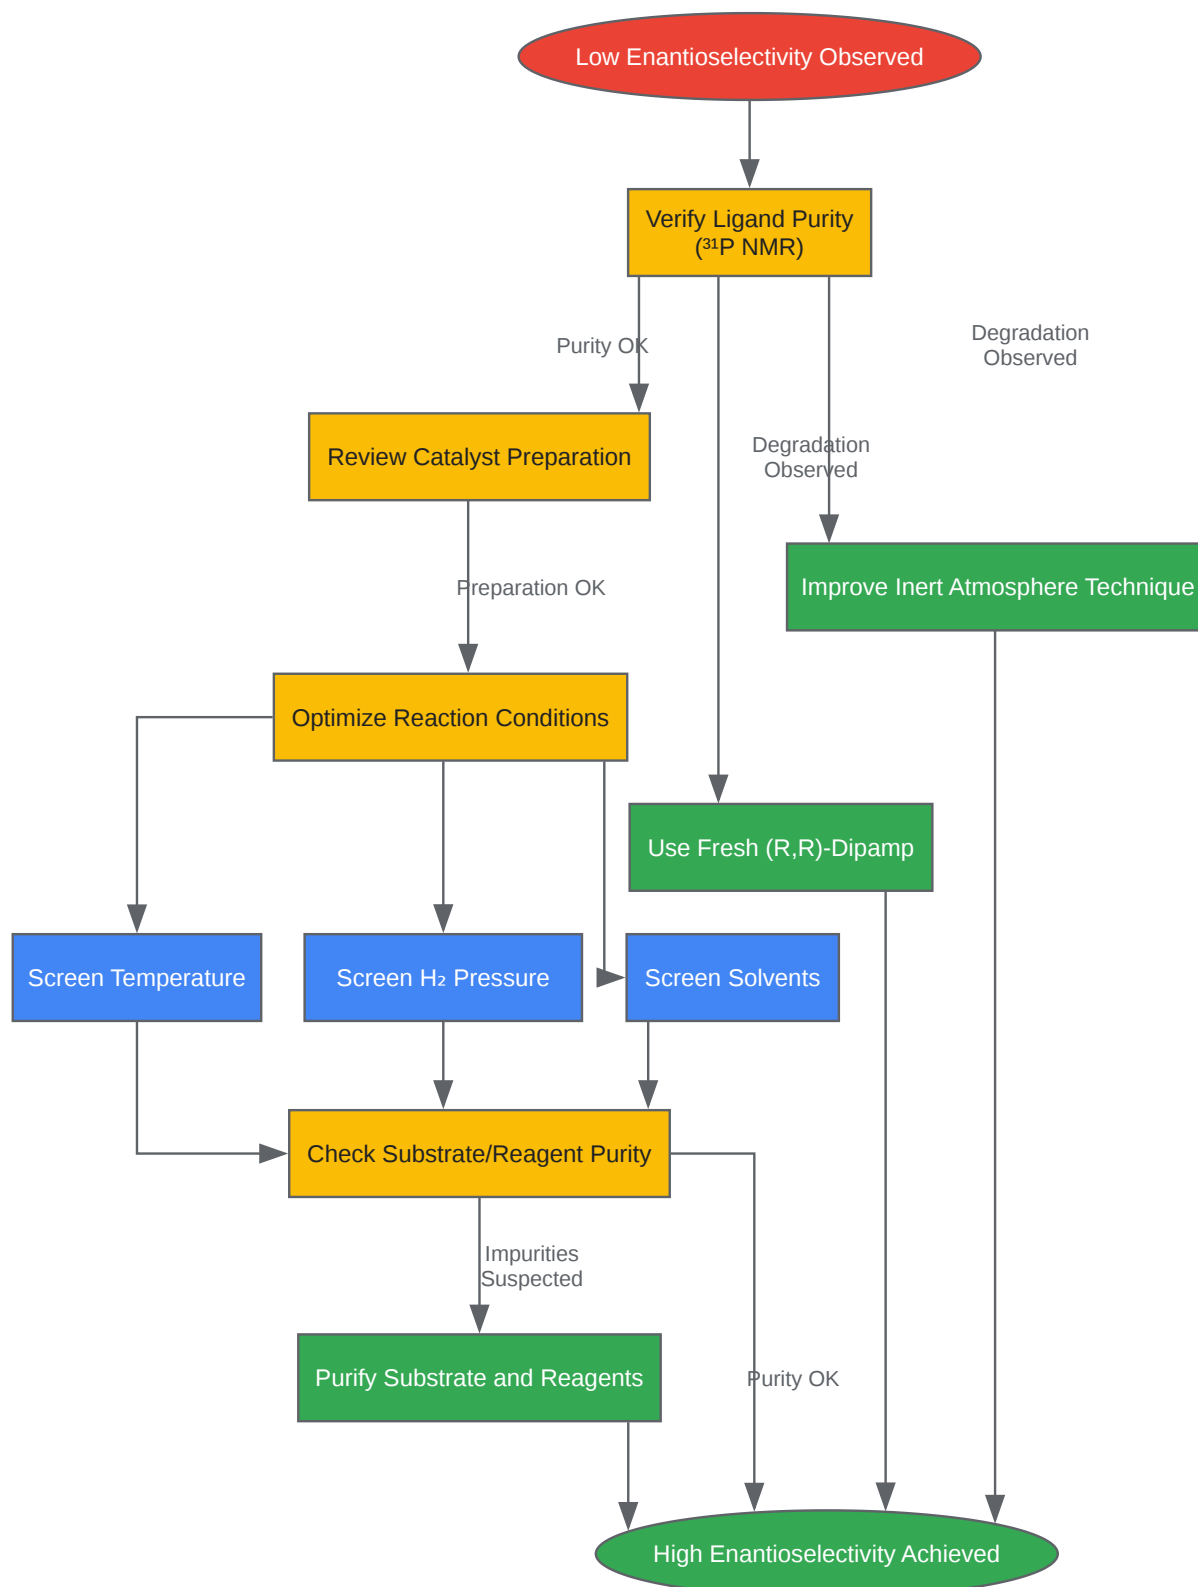 Low Enantioselectivity Observed
Verify Ligand Purity
(³¹P NMR)
Purity OK
Degradation
Observed
Review Catalyst Preparation
Degradation
Observed
Preparation OK
Improve Inert Atmosphere Technique
Optimize Reaction Conditions
Use Fresh (R,R)-Dipamp
Screen Temperature
Screen H₂ Pressure
Screen Solvents
Check Substrate/Reagent Purity
Impurities
Suspected
Purify Substrate and Reagents
Purity OK
High Enantioselectivity Achieved